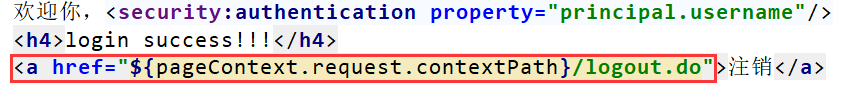 欢迎你，<security:authentication property="principal.username"/>
<h4>login success!!!</h4>
<a href="${pageContext.request.contextPath}/logout.do">注销</a>